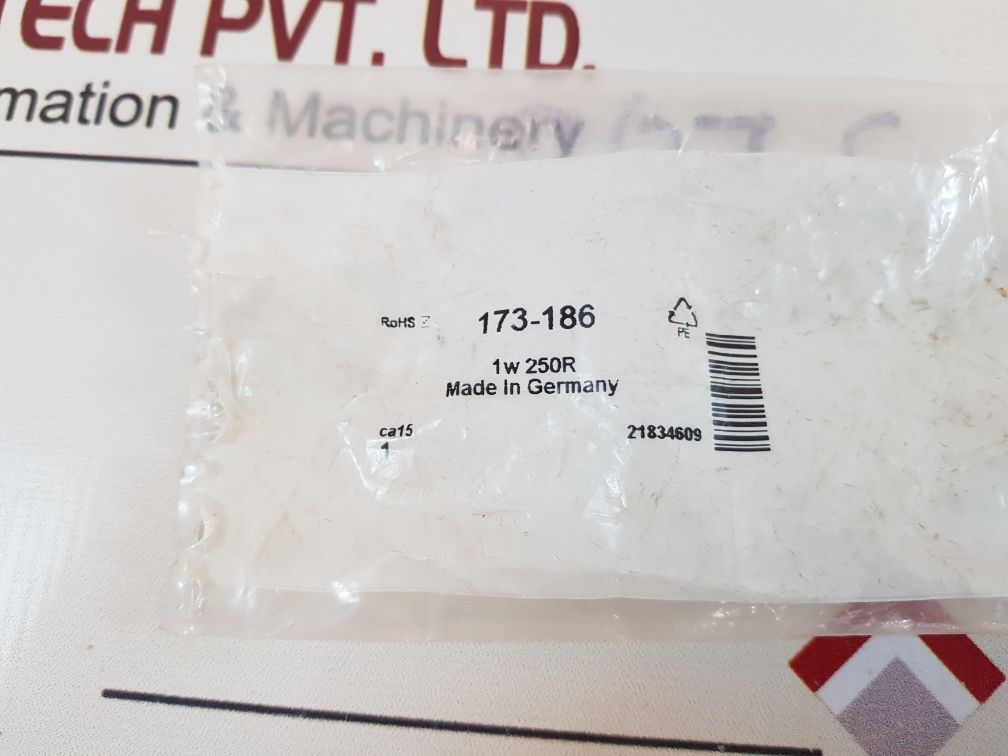 TECH PVT. LTD.
mation & Machinery
RoHS
173-186
PE
1w 250R
Made In Germany
ca15
1
21834609